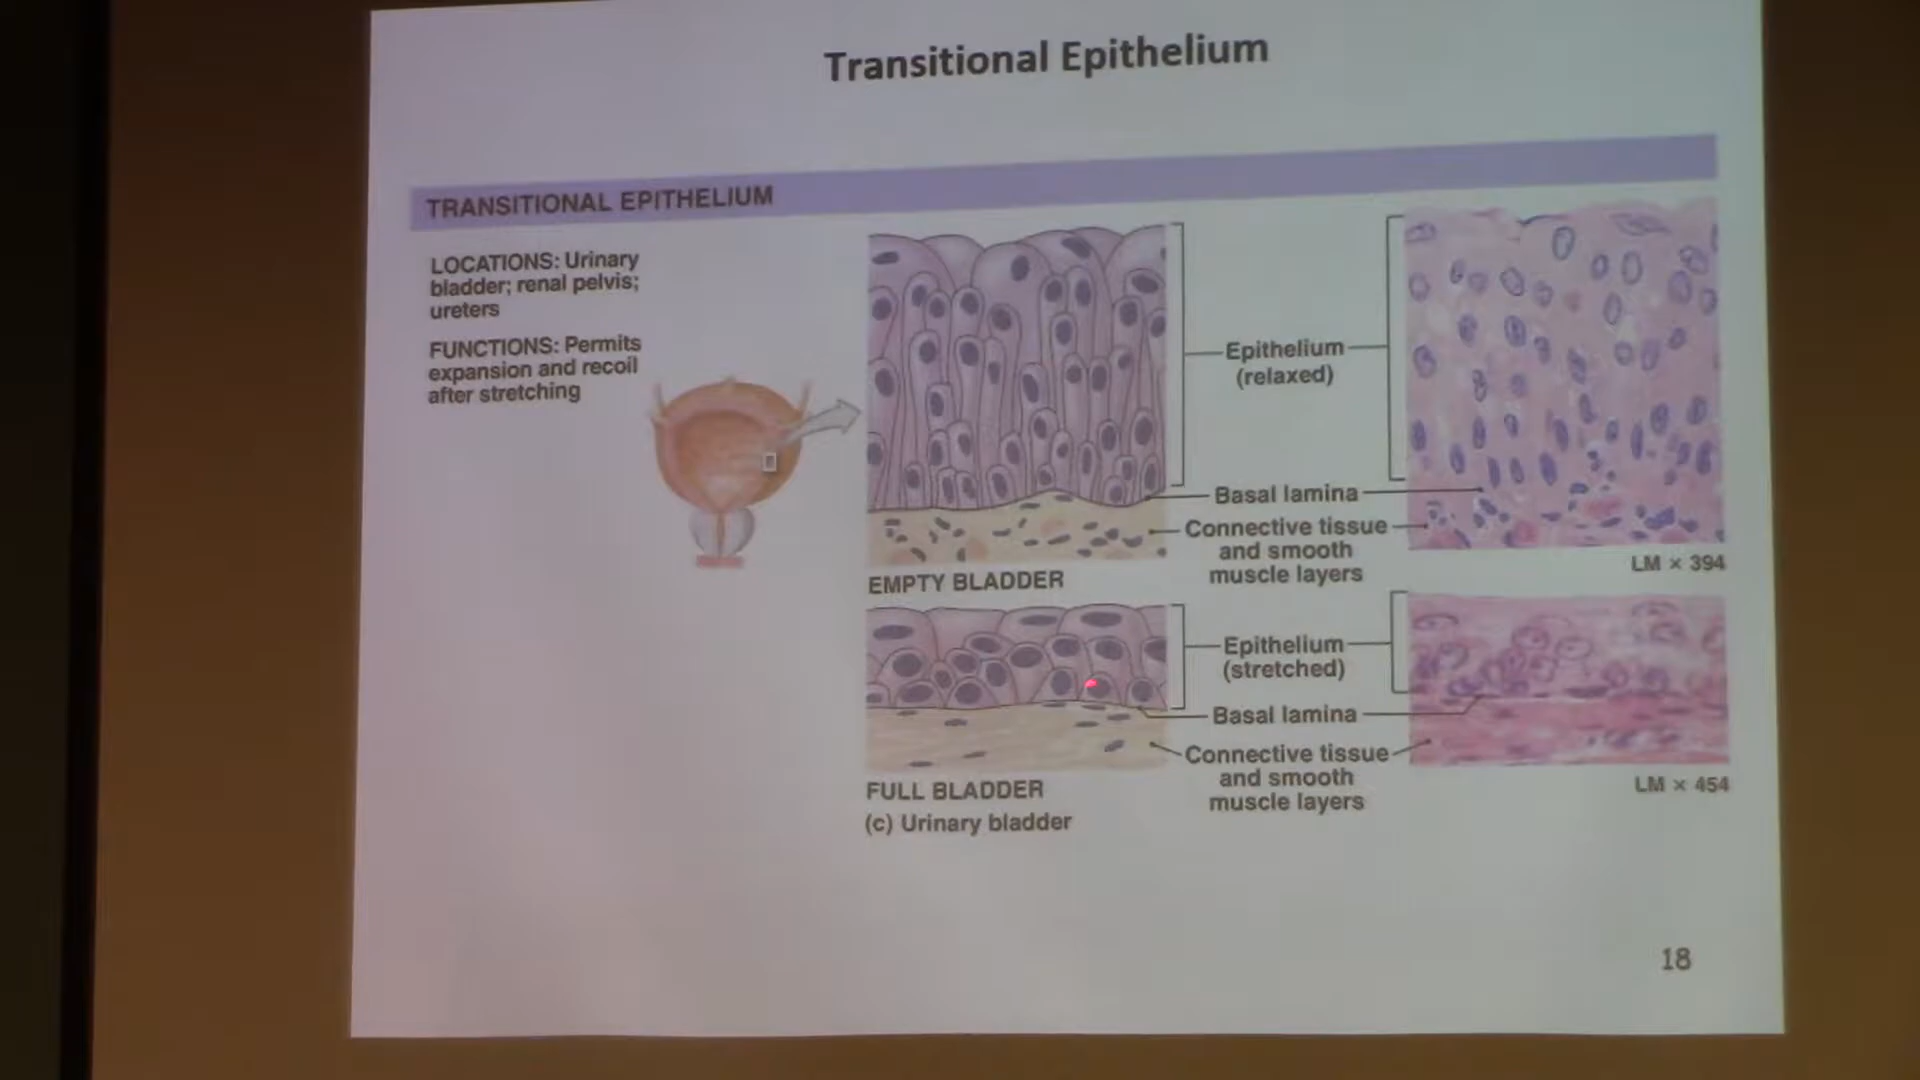 Transitional Epithelium
TRANSITIONAL EPITHELIUM
LOCATIONS: Urinary
bladder; renal pelvis;
ureters
FUNCTIONS: Permits
expansion and recoil
after stretching
Epithelium
(relaxed)
Basal lamina
Connective tissue
and smooth
muscle layers
LM × 394
EMPTY BLADDER
Epithelium
(stretched)
Basal lamina
Connective tissue
and smooth
muscle layers
LM × 454
FULL BLADDER
(c) Urinary bladder
18